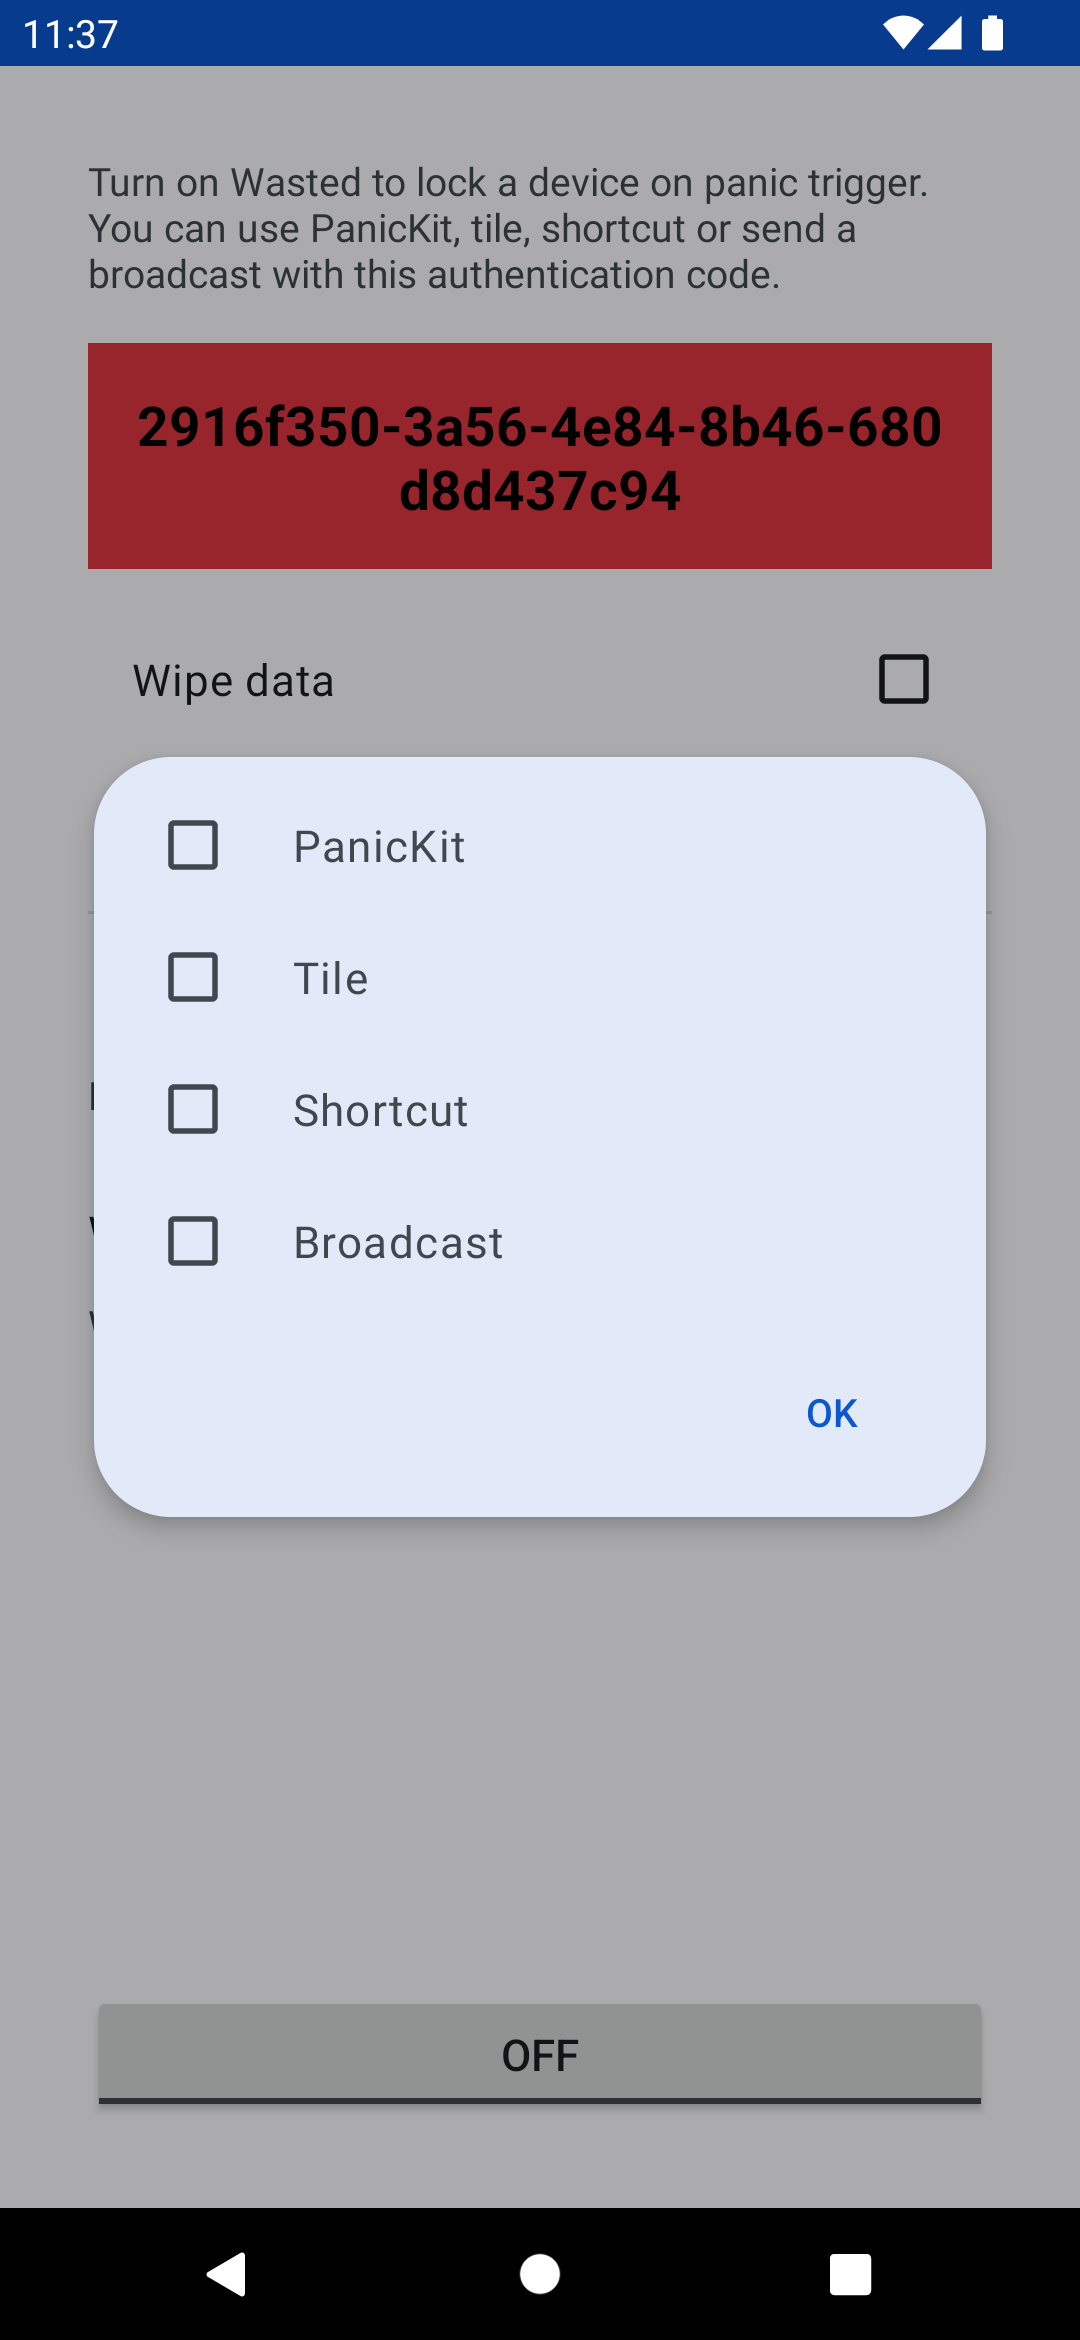 11:37
Turn on Wasted to lock a device on panic trigger.
You can use PanicKit, tile, shortcut or send a
broadcast with this authentication code.
2916f350-3a56-4e84-8b46-680
d8d437c94
Wipe data
PanicKit
Tile
Shortcut
Broadcast
OK
OFF